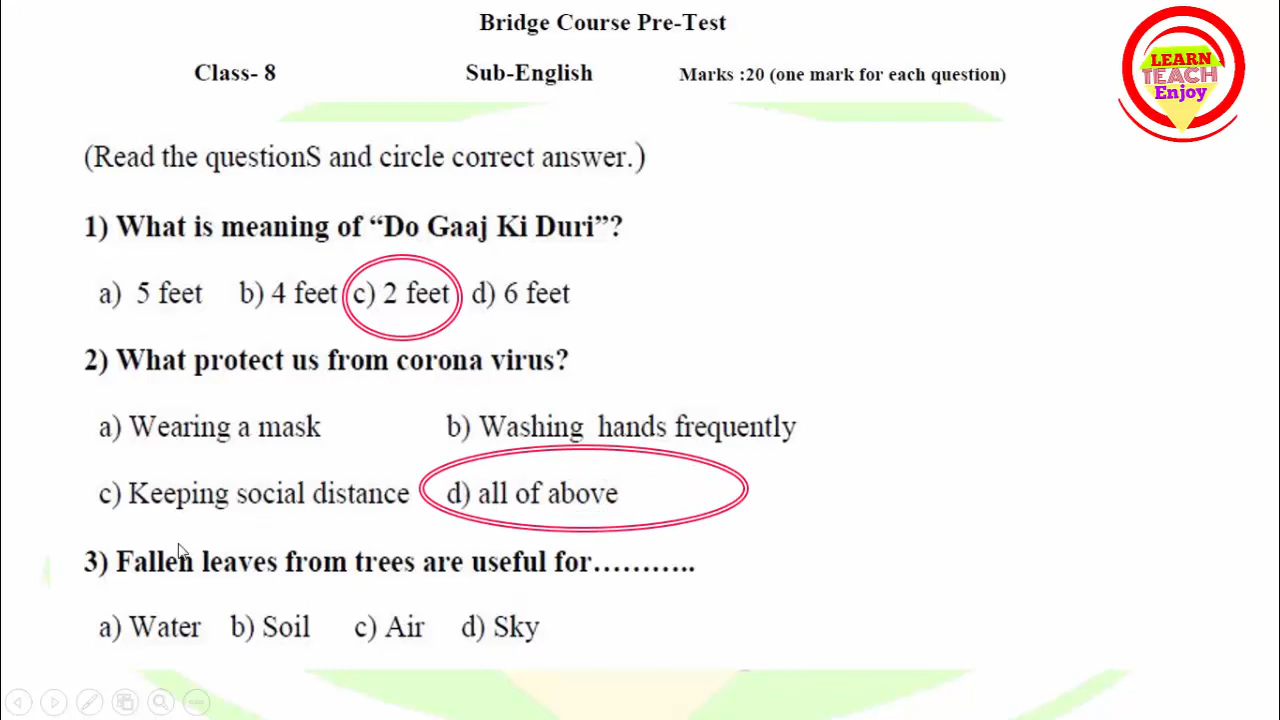 Bridge Course Pre-Test
Class- 8 Sub-English Marks :20 (one mark for each question)
LEARN
TEACH
Enjoy
(Read the questionS and circle correct answer.)
1) What is meaning of “Do Gaaj Ki Duri”?
a) 5 feet b) 4 feet c) 2 feet d) 6 feet
2) What protect us from corona virus?
a) Wearing a mask b) Washing hands frequently
c) Keeping social distance d) all of above
3) Fallen leaves from trees are useful for………..
a) Water b) Soil c) Air d) Sky